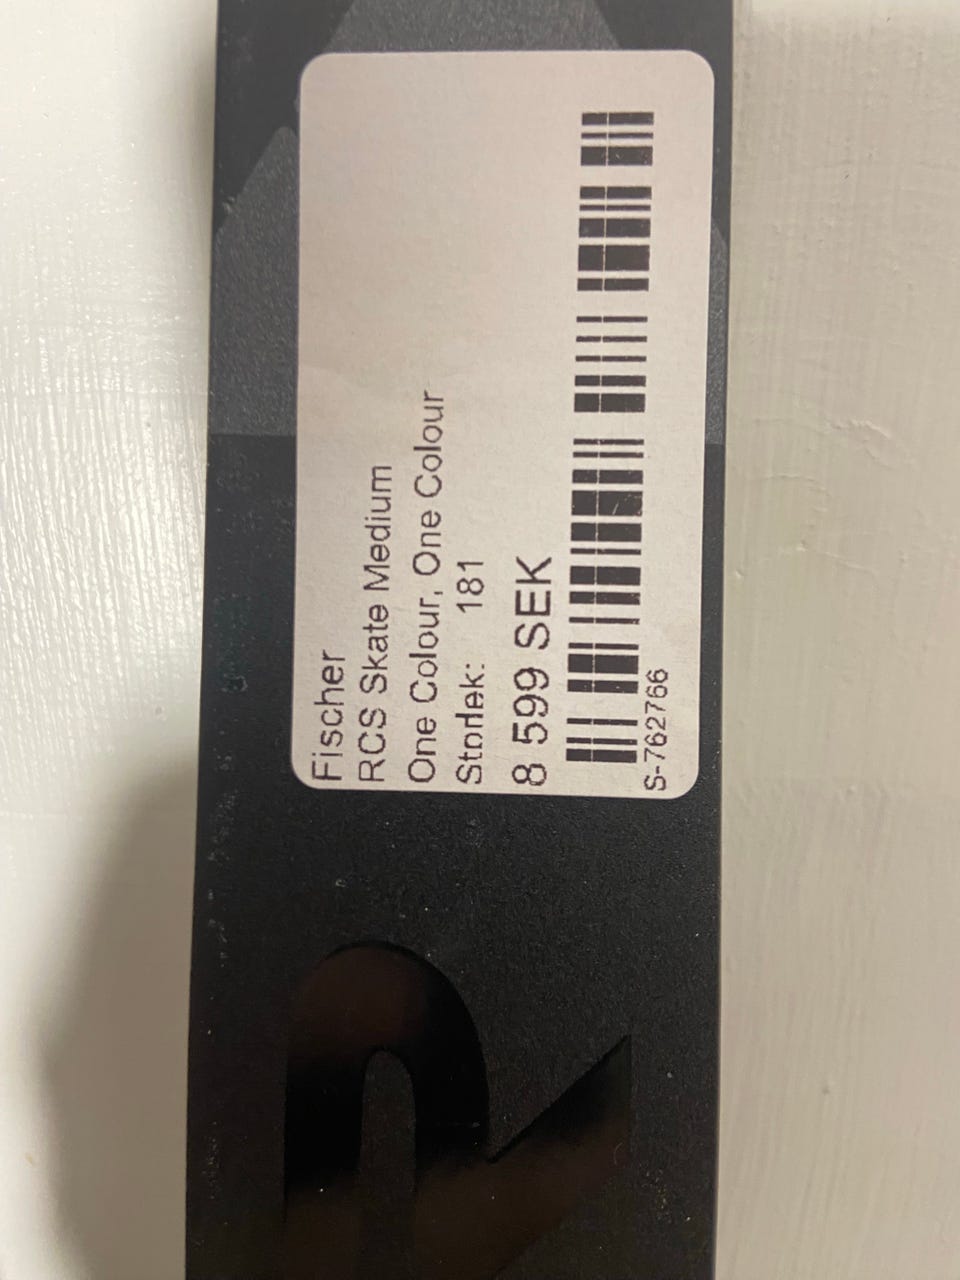 Fischer
RCS Skate Medium
One Colour, One Colour
Storlek: 181
8 599 SEK
S-762766
R